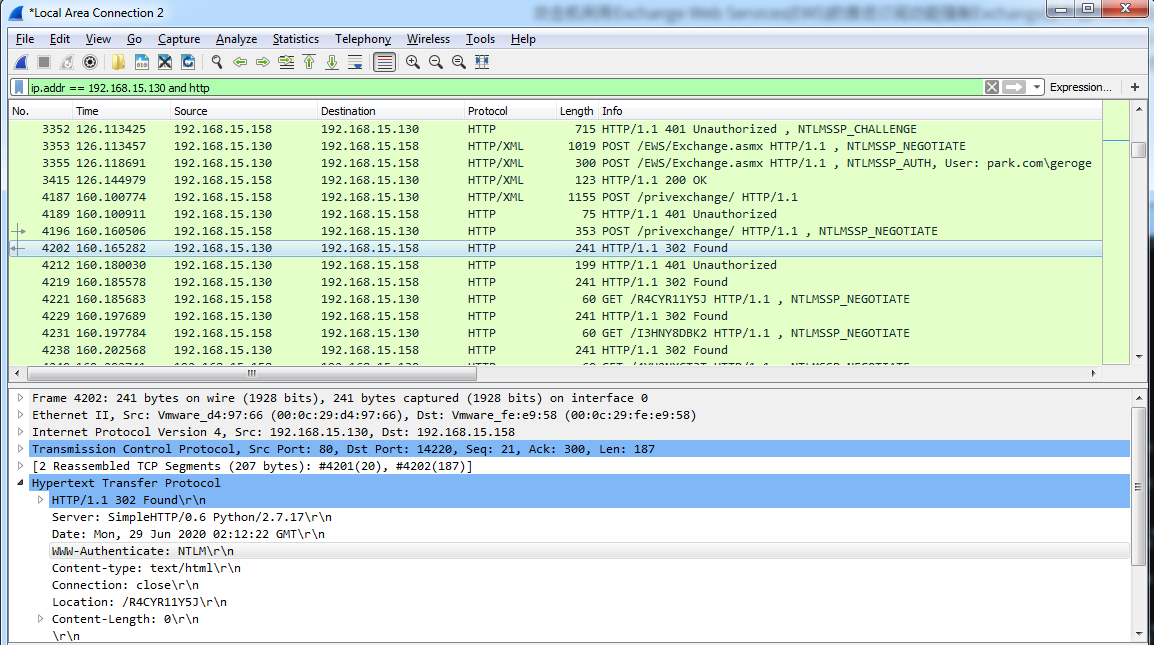 *Local Area Connection 2
File Edit View Go Capture Analyze Statistics Telephony Wireless Tools Help
ip.addr == 192.168.15.130 and http Expression... +
No. Time Source Destination Protocol Length Info
3352 126.113425 192.168.15.158 192.168.15.130 HTTP 715 HTTP/1.1 401 Unauthorized , NTLMSSP_CHALLENGE
3353 126.113457 192.168.15.130 192.168.15.158 HTTP/XML 1019 POST /EWS/Exchange.asmx HTTP/1.1 , NTLMSSP_NEGOTIATE
3355 126.118691 192.168.15.130 192.168.15.158 HTTP/XML 300 POST /EWS/Exchange.asmx HTTP/1.1 , NTLMSSP_AUTH, User: park.com\geroge
3415 126.144979 192.168.15.158 192.168.15.130 HTTP/XML 123 HTTP/1.1 200 OK
4187 160.100774 192.168.15.158 192.168.15.130 HTTP/XML 1155 POST /privexchange/ HTTP/1.1
4189 160.100911 192.168.15.130 192.168.15.158 HTTP 75 HTTP/1.1 401 Unauthorized
4196 160.160506 192.168.15.158 192.168.15.130 HTTP 353 POST /privexchange/ HTTP/1.1 , NTLMSSP_NEGOTIATE
4202 160.165282 192.168.15.130 192.168.15.158 HTTP 241 HTTP/1.1 302 Found
4212 160.180030 192.168.15.130 192.168.15.158 HTTP 199 HTTP/1.1 401 Unauthorized
4219 160.185578 192.168.15.130 192.168.15.158 HTTP 241 HTTP/1.1 302 Found
4221 160.185683 192.168.15.158 192.168.15.130 HTTP 60 GET /R4CYR11Y5J HTTP/1.1 , NTLMSSP_NEGOTIATE
4229 160.197689 192.168.15.130 192.168.15.158 HTTP 241 HTTP/1.1 302 Found
4231 160.197784 192.168.15.158 192.168.15.130 HTTP 60 GET /I3HNY8DBK2 HTTP/1.1 , NTLMSSP_NEGOTIATE
4238 160.202568 192.168.15.130 192.168.15.158 HTTP 241 HTTP/1.1 302 Found
Frame 4202: 241 bytes on wire (1928 bits), 241 bytes captured (1928 bits) on interface 0
Ethernet II, Src: Vmware_d4:97:66 (00:0c:29:d4:97:66), Dst: Vmware_fe:e9:58 (00:0c:29:fe:e9:58)
Internet Protocol Version 4, Src: 192.168.15.130, Dst: 192.168.15.158
Transmission Control Protocol, Src Port: 80, Dst Port: 14220, Seq: 21, Ack: 300, Len: 187
[2 Reassembled TCP Segments (207 bytes): #4201(20), #4202(187)]
Hypertext Transfer Protocol
HTTP/1.1 302 Found\r\n
Server: SimpleHTTP/0.6 Python/2.7.17\r\n
Date: Mon, 29 Jun 2020 02:12:22 GMT\r\n
WWW-Authenticate: NTLM\r\n
Content-type: text/html\r\n
Connection: close\r\n
Location: /R4CYR11Y5J\r\n
Content-Length: 0\r\n
\r\n